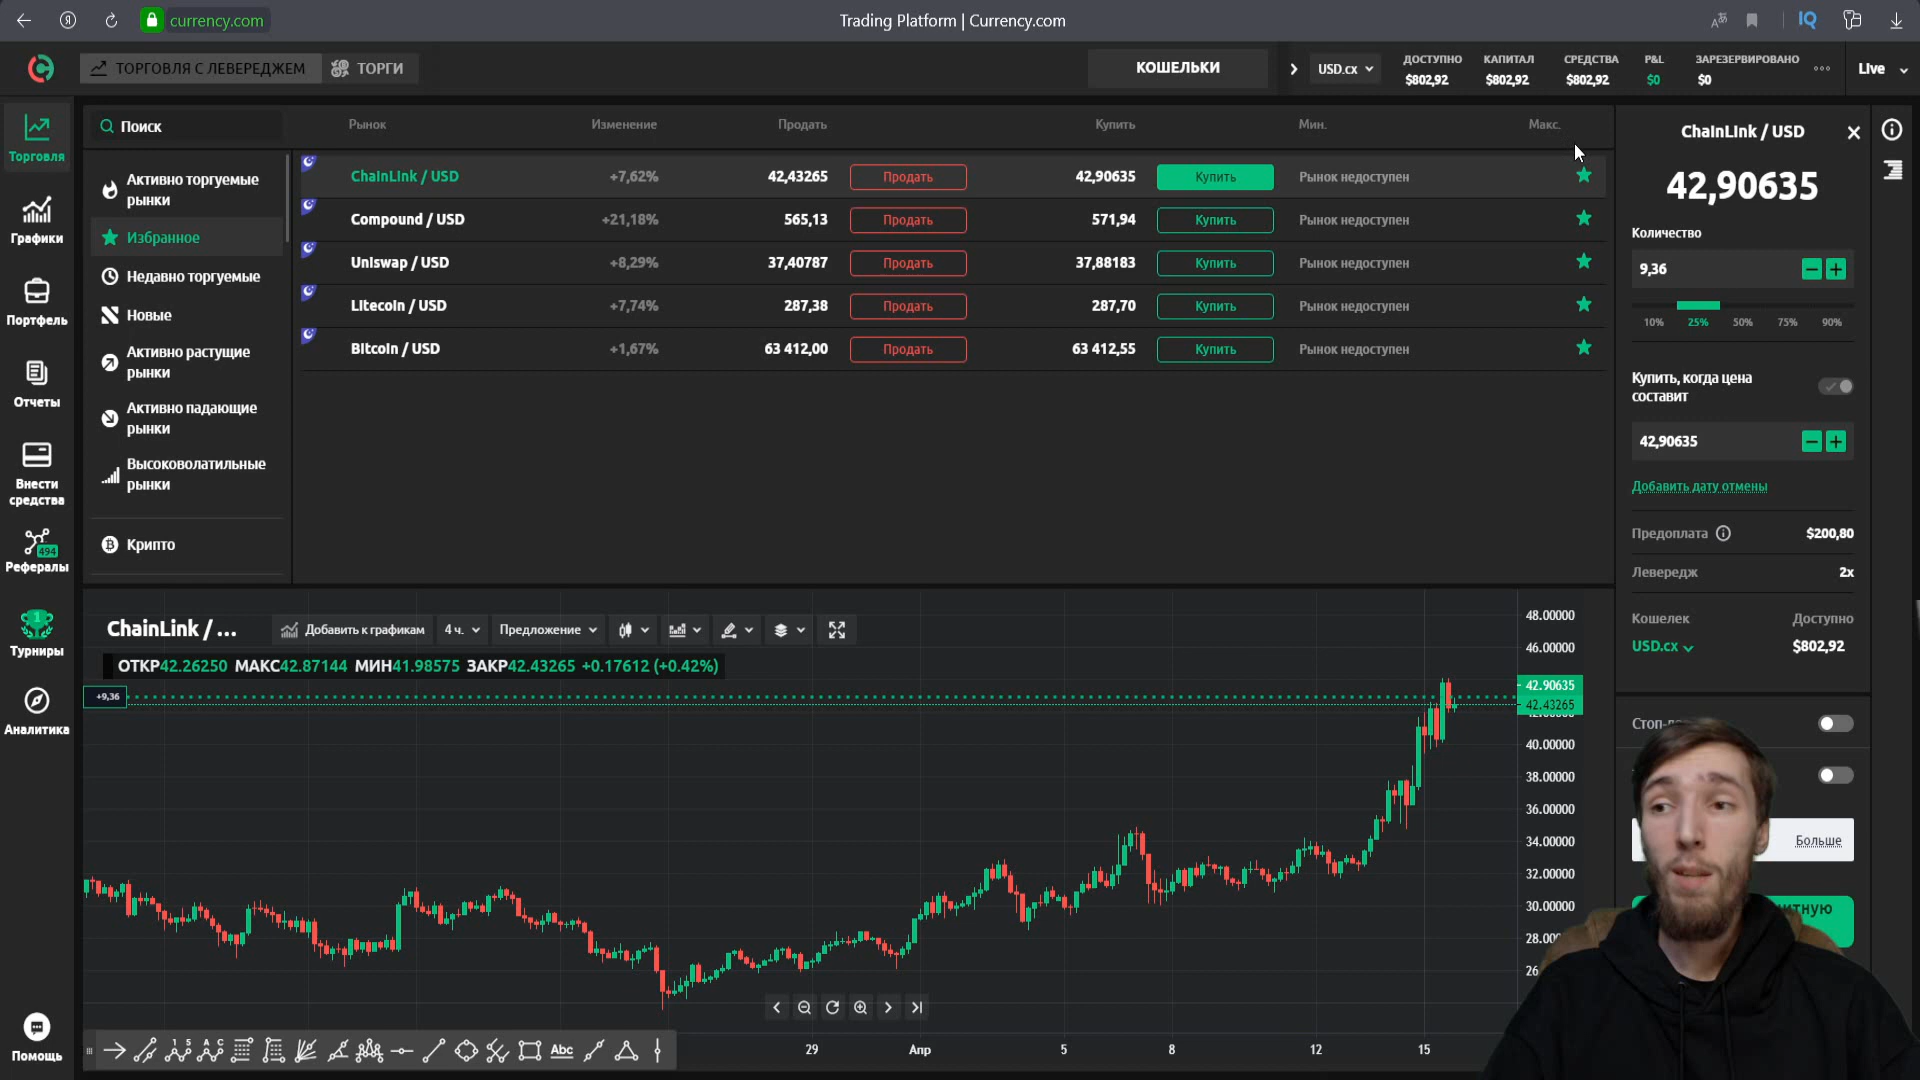 currency.com
Trading Platform | Currency.com
IQ
ТОРГОВЛЯ С ЛЕВЕРЕДЖЕМ
ТОРГИ
КОШЕЛЬКИ
USD.cx
ДОСТУПНО
$802,92
КАПИТАЛ
$802,92
СРЕДСТВА
$802,92
P&L
$0
ЗАРЕЗЕРВИРОВАНО
$0
Live
Торговля
Графики
Портфель
Отчеты
Внести
средства
494
Рефералы
1
Турниры
Аналитика
Помощь
Поиск
Активно торгуемые
рынки
Избранное
Недавно торгуемые
Новые
Активно растущие
рынки
Активно падающие
рынки
Высоковолатильные
рынки
Крипто
Рынок Изменение Продать Купить Мин. Макс.
ChainLink / USD +7,62% 42,43265 Продать 42,90635 Купить Рынок недоступен
Compound / USD +21,18% 565,13 Продать 571,94 Купить Рынок недоступен
Uniswap / USD +8,29% 37,40787 Продать 37,88183 Купить Рынок недоступен
Litecoin / USD +7,74% 287,38 Продать 287,70 Купить Рынок недоступен
Bitcoin / USD +1,67% 63 412,00 Продать 63 412,55 Купить Рынок недоступен
ChainLink / USD
42,90635
Количество
9,36
10% 25% 50% 75% 90%
Купить, когда цена
составит
42,90635
Добавить дату отмены
Предоплата $200,80
Левередж 2x
Кошелек Доступно
USD.cx $802,92
Больше
ChainLink / ...
Добавить к графикам
4 ч.
Предложение
ОТКР42.26250 МАКС42.87144 МИН41.98575 ЗАКР42.43265 +0.17612 (+0.42%)
+9,36
48.00000
46.00000
42.90635
42.43265
40.00000
38.00000
36.00000
34.00000
32.00000
30.00000
Abc
29 Апр 5 8 12 15